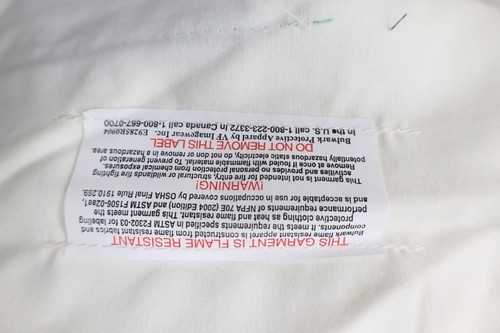 THIS GARMENT IS FLAME RESISTANT
Bulwark flame resistant apparel is constructed from flame resistant fabrics and
components. It meets the requirements specified in ASTM F2302-03 for labeling
protective clothing as heat and flame resistant. This garment meets the
performance requirements of NFPA 70E (2004 Edition) and ASTM F1506-02aε1,
and is acceptable for use in occupations covered by OSHA Final Rule 1910.269.
!WARNING!
This garment is not intended for fire entry, structural or wildlands fire fighting
activities and provides no personal protection from chemical exposures.
Remove at once if fouled with flammable material. To prevent generation of
potentially hazardous static electricity, do not don or remove in a hazardous area.
DO NOT REMOVE THIS LABEL
Bulwark Protective Apparel by VF Imagewear Inc.
In the U.S. call 1-800-223-3372 In Canada call 1-800-667-0700